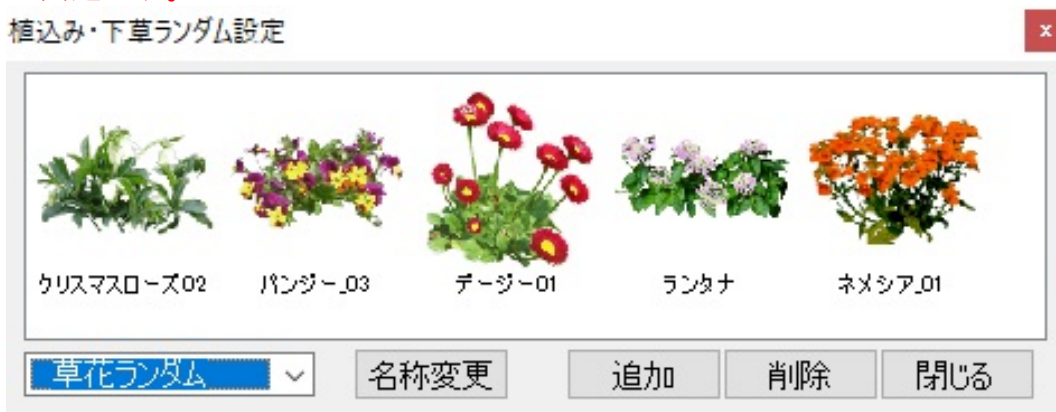 植込み・下草ランダム設定
x
クリスマスローズ02 パンジー_03 デージー01 ランタナ ネメシア_01
草花ランダム 名称変更 追加 削除 閉じる